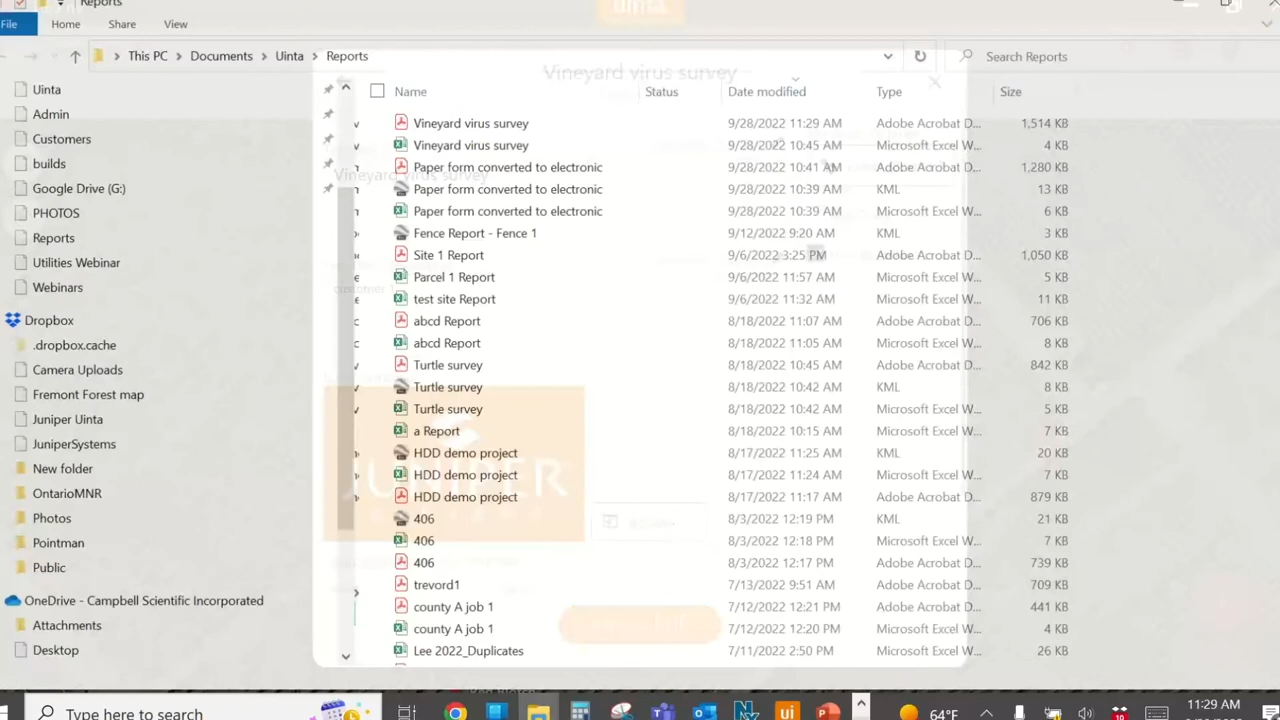 Reports
uinta
File Home Share View
This PC Documents Uinta Reports Search Reports
Vineyard virus survey
Name Status Date modified Type Size
Uinta
Admin
Customers
builds
Google Drive (G:)
PHOTOS
Reports
Utilities Webinar
Webinars
Dropbox
.dropbox.cache
Camera Uploads
Fremont Forest map
Juniper Uinta
JuniperSystems
New folder
OntarioMNR
Photos
Pointman
Public
OneDrive - Campbell Scientific Incorporated
Attachments
Desktop
Vineyard virus survey 9/28/2022 11:29 AM Adobe Acrobat D... 1,514 KB
Vineyard virus survey 9/28/2022 10:45 AM Microsoft Excel W... 4 KB
Paper form converted to electronic 9/28/2022 10:41 AM Adobe Acrobat D... 1,280 KB
Vineyard virus survey
Paper form converted to electronic 9/28/2022 10:39 AM KML 13 KB
Paper form converted to electronic 9/28/2022 10:39 AM Microsoft Excel W... 6 KB
Fence Report - Fence 1 9/12/2022 9:20 AM KML 3 KB
Site 1 Report 9/6/2022 3:25 PM Adobe Acrobat D... 1,050 KB
Parcel 1 Report 9/6/2022 11:57 AM Microsoft Excel W... 5 KB
customer
test site Report 9/6/2022 11:32 AM Microsoft Excel W... 11 KB
abcd Report 8/18/2022 11:07 AM Adobe Acrobat D... 706 KB
abcd Report 8/18/2022 11:05 AM Microsoft Excel W... 8 KB
Turtle survey 8/18/2022 10:45 AM Adobe Acrobat D... 842 KB
Turtle survey 8/18/2022 10:42 AM KML 8 KB
Turtle survey 8/18/2022 10:42 AM Microsoft Excel W... 5 KB
a Report 8/18/2022 10:15 AM Microsoft Excel W... 7 KB
HDD demo project 8/17/2022 11:25 AM KML 20 KB
HDD demo project 8/17/2022 11:24 AM Microsoft Excel W... 7 KB
JUNIPER
HDD demo project 8/17/2022 11:17 AM Adobe Acrobat D... 879 KB
406 8/3/2022 12:19 PM KML 21 KB
406 8/3/2022 12:18 PM Microsoft Excel W... 7 KB
406 8/3/2022 12:17 PM Adobe Acrobat D... 739 KB
trevord1 7/13/2022 9:51 AM Adobe Acrobat D... 709 KB
county A job 1 7/12/2022 12:21 PM Adobe Acrobat D... 441 KB
county A job 1 7/12/2022 12:20 PM Microsoft Excel W... 4 KB
Lee 2022_Duplicates 7/11/2022 2:50 PM Microsoft Excel W... 26 KB
Type here to search ui 64°F 10 11:29 AM